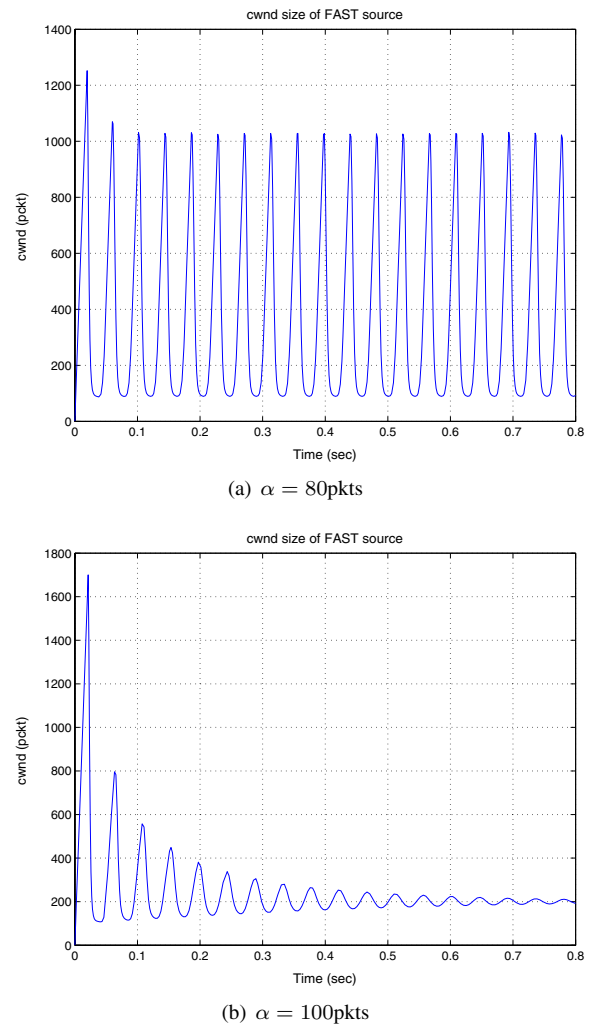 cwnd size of FAST source
1400
1200
1000
800
600
400
200
0
cwnd (pckt)
0 0.1 0.2 0.3 0.4 0.5 0.6 0.7 0.8
Time (sec)
(a) α = 80pkts
cwnd size of FAST source
1800
1600
1400
1200
1000
800
600
400
200
0
cwnd (pckt)
0 0.1 0.2 0.3 0.4 0.5 0.6 0.7 0.8
Time (sec)
(b) α = 100pkts